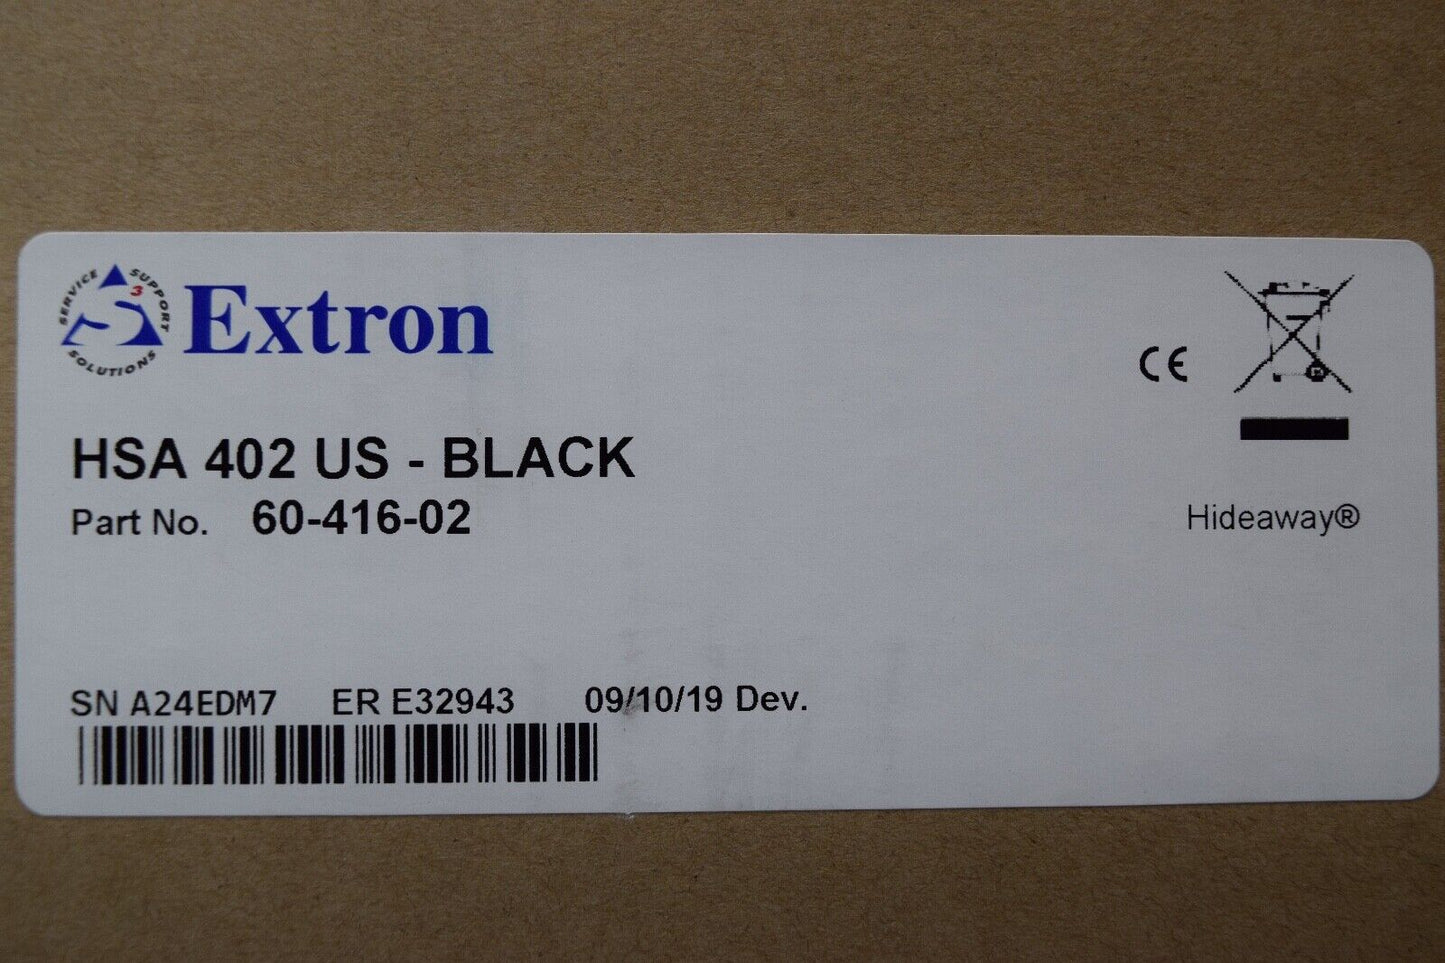 SERVICE SUPPORT SOLUTIONS
3
Extron
CE
HSA 402 US - BLACK
Part No. 60-416-02
Hideaway®
SN A24EDM7 ER E32943 09/10/19 Dev.